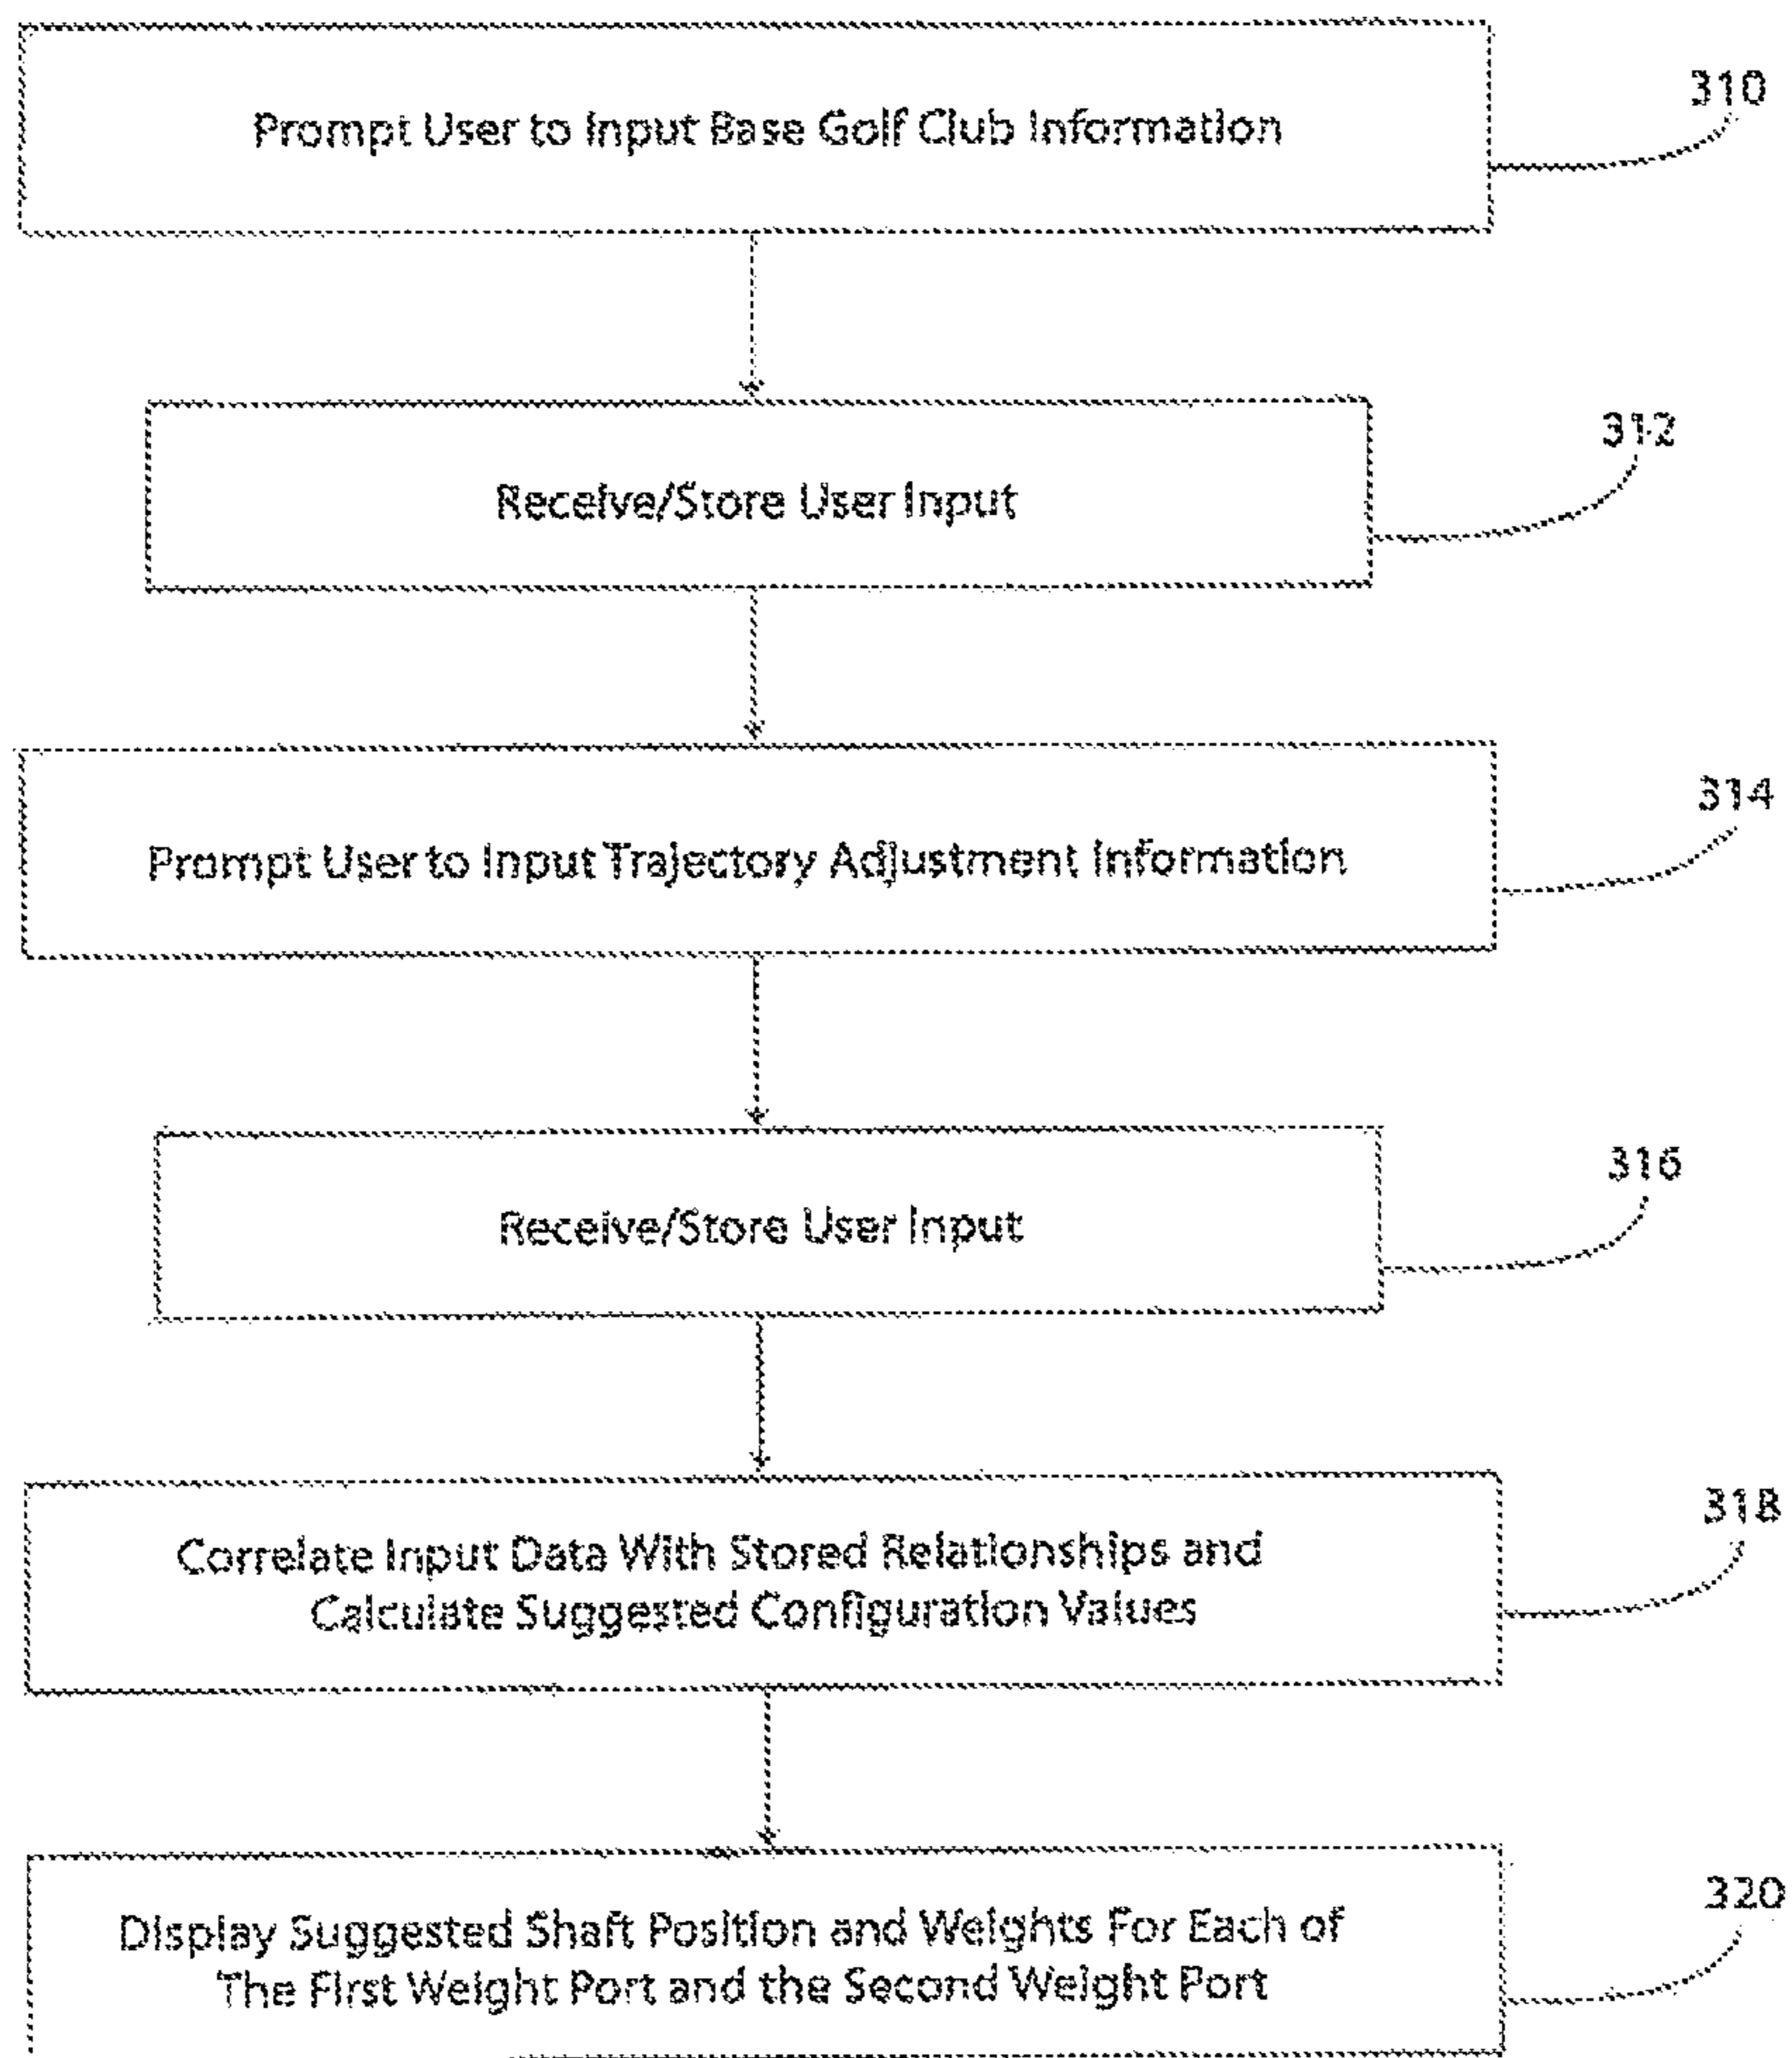 Prompt User to Input Base Golf Club Information
310
Receive/Store User Input
312
Prompt User to Input Trajectory Adjustment Information
314
Receive/Store User Input
316
Correlate Input Data With Stored Relationships and
Calculate Suggested Configuration Values
318
Display Suggested Shaft Position and Weights For Each of
The First Weight Port and the Second Weight Port
320